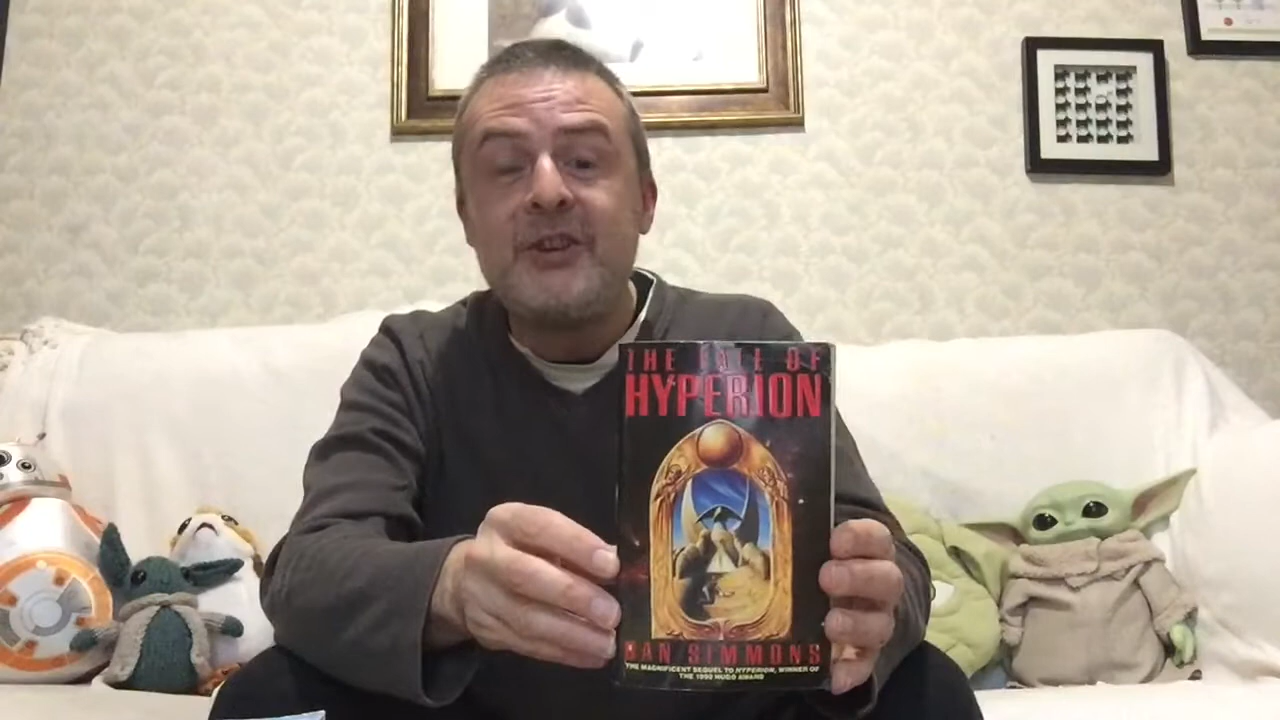 THE FALL OF
HYPERION
DAN SIMMONS
THE MAGNIFICENT SEQUEL TO HYPERION, WINNER OF
THE 1990 HUGO AWARD